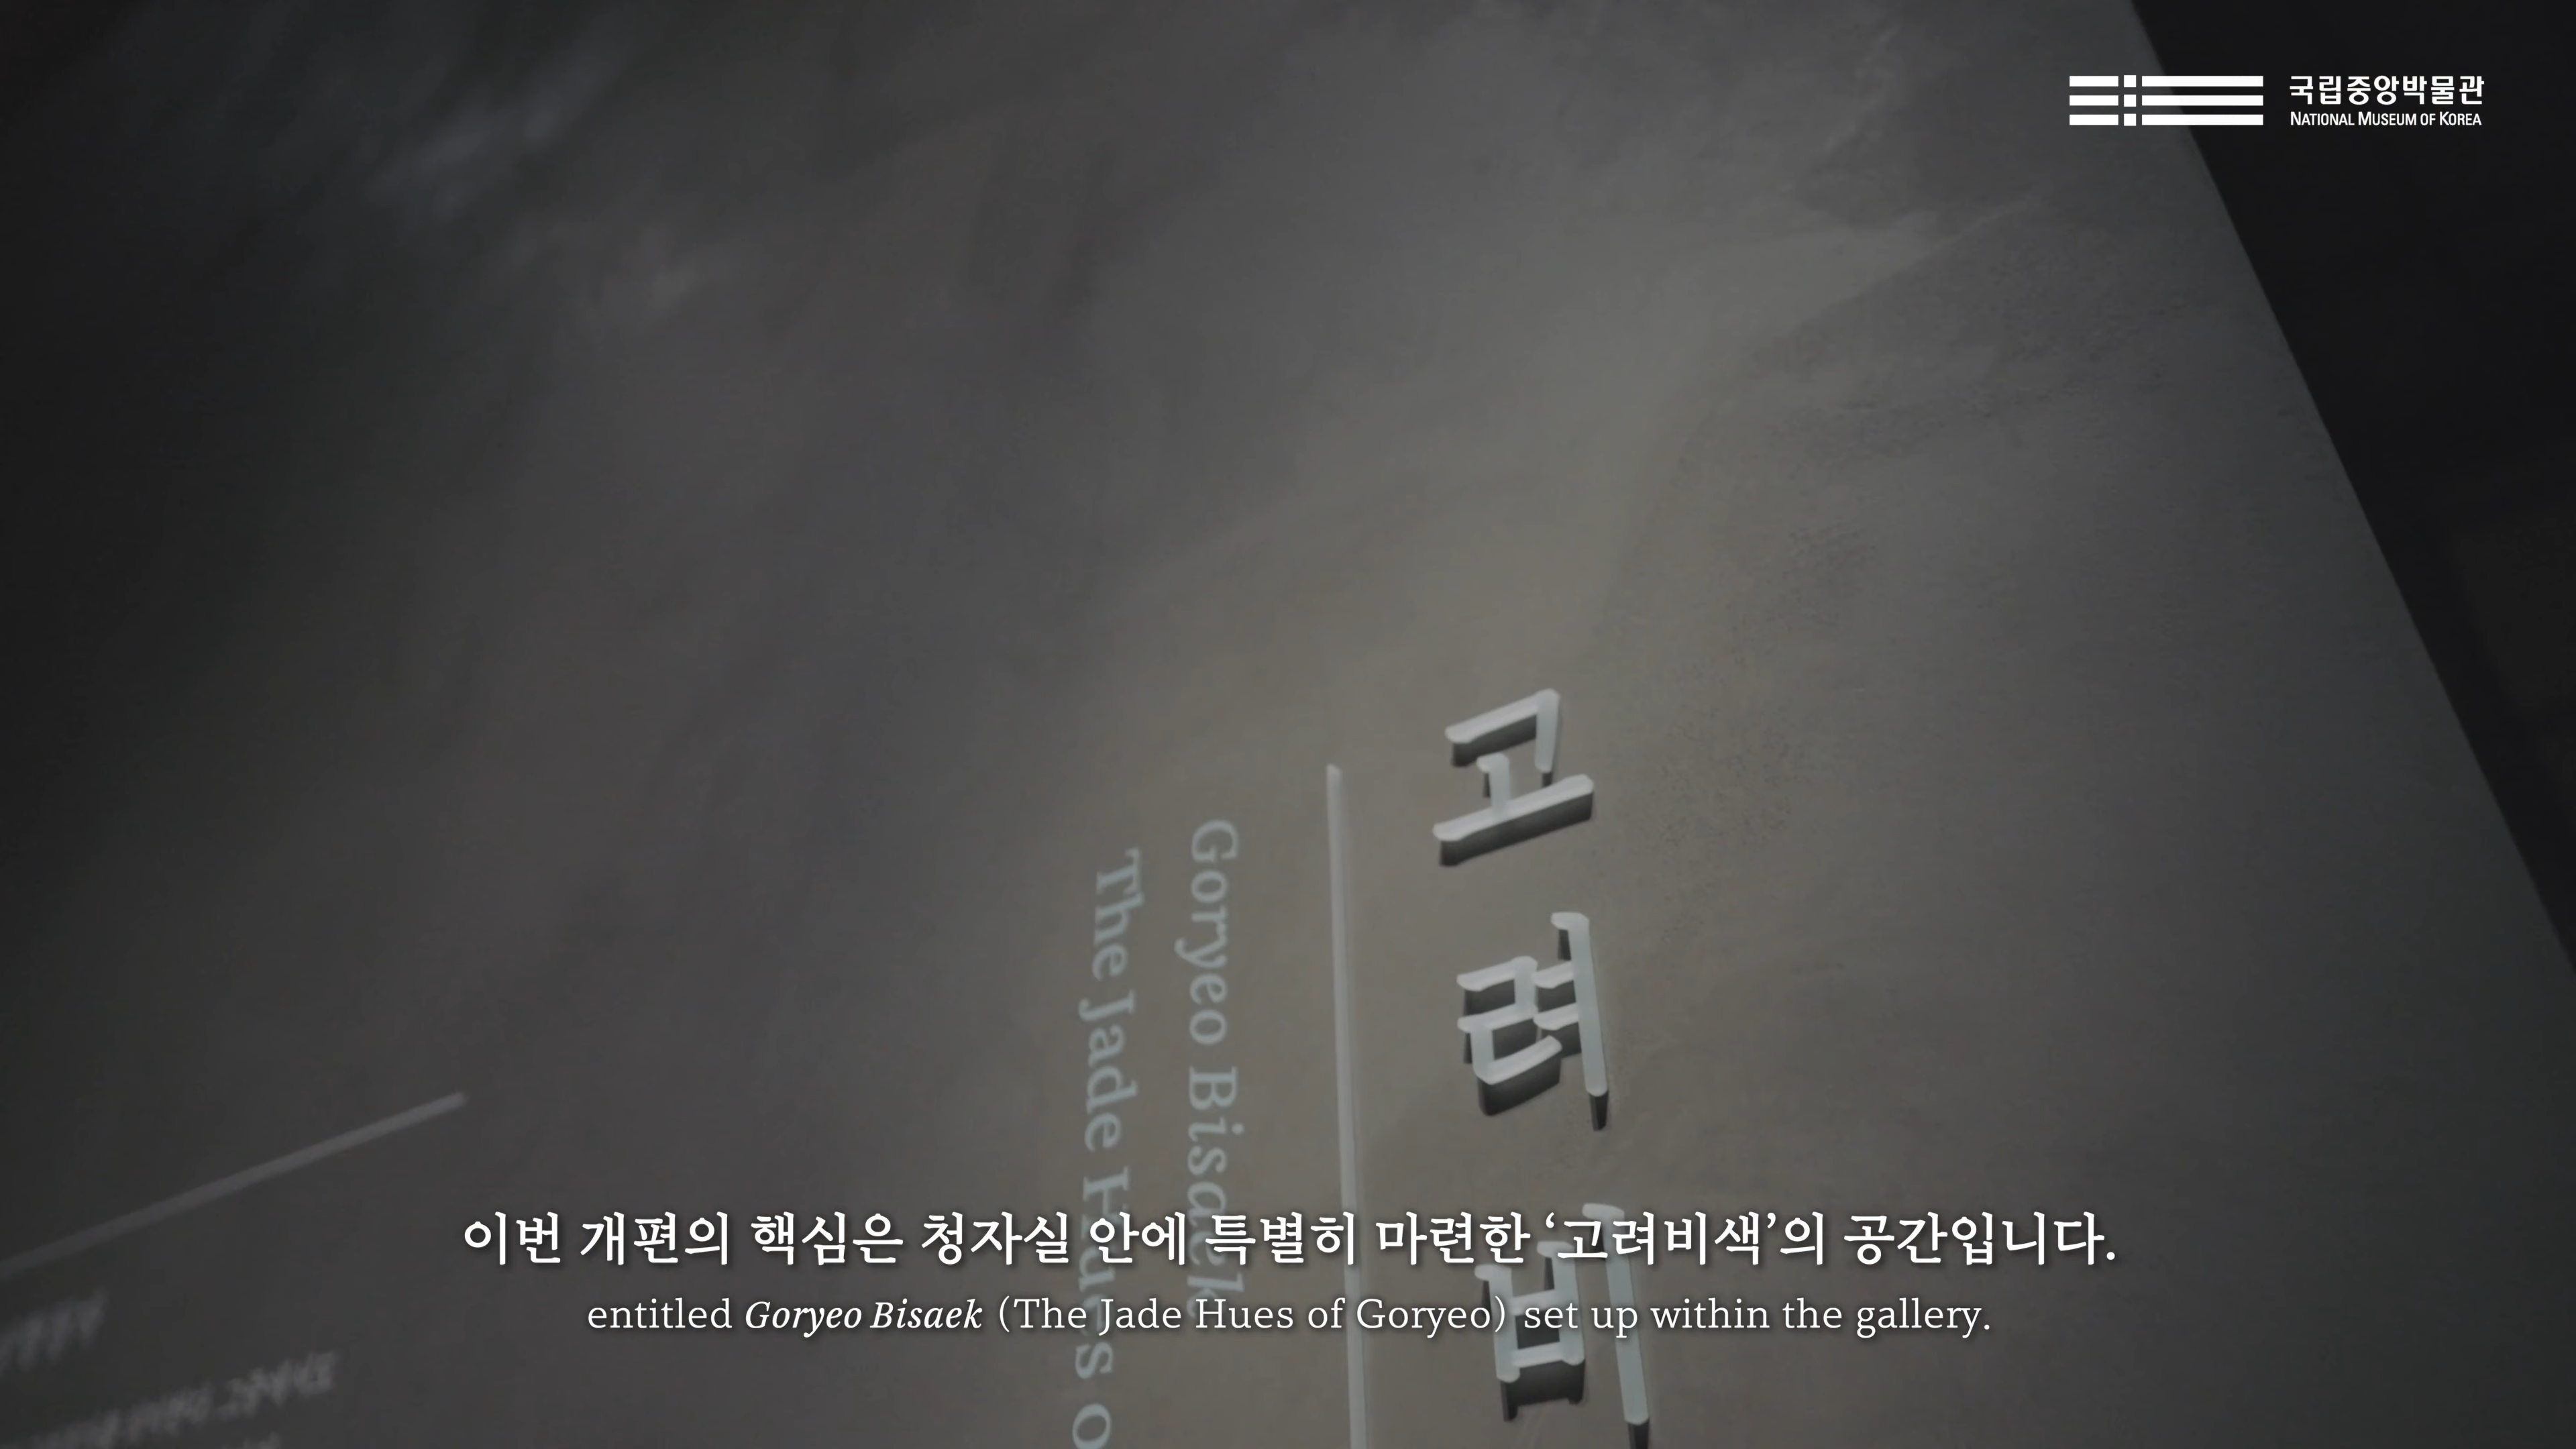 국립중앙박물관
NATIONAL MUSEUM OF KOREA
고려비
Goryeo Bisaek
The Jade Hues o
이번 개편의 핵심은 청자실 안에 특별히 마련한 ‘고려비색’의 공간입니다.
entitled Goryeo Bisaek (The Jade Hues of Goryeo) set up within the gallery.